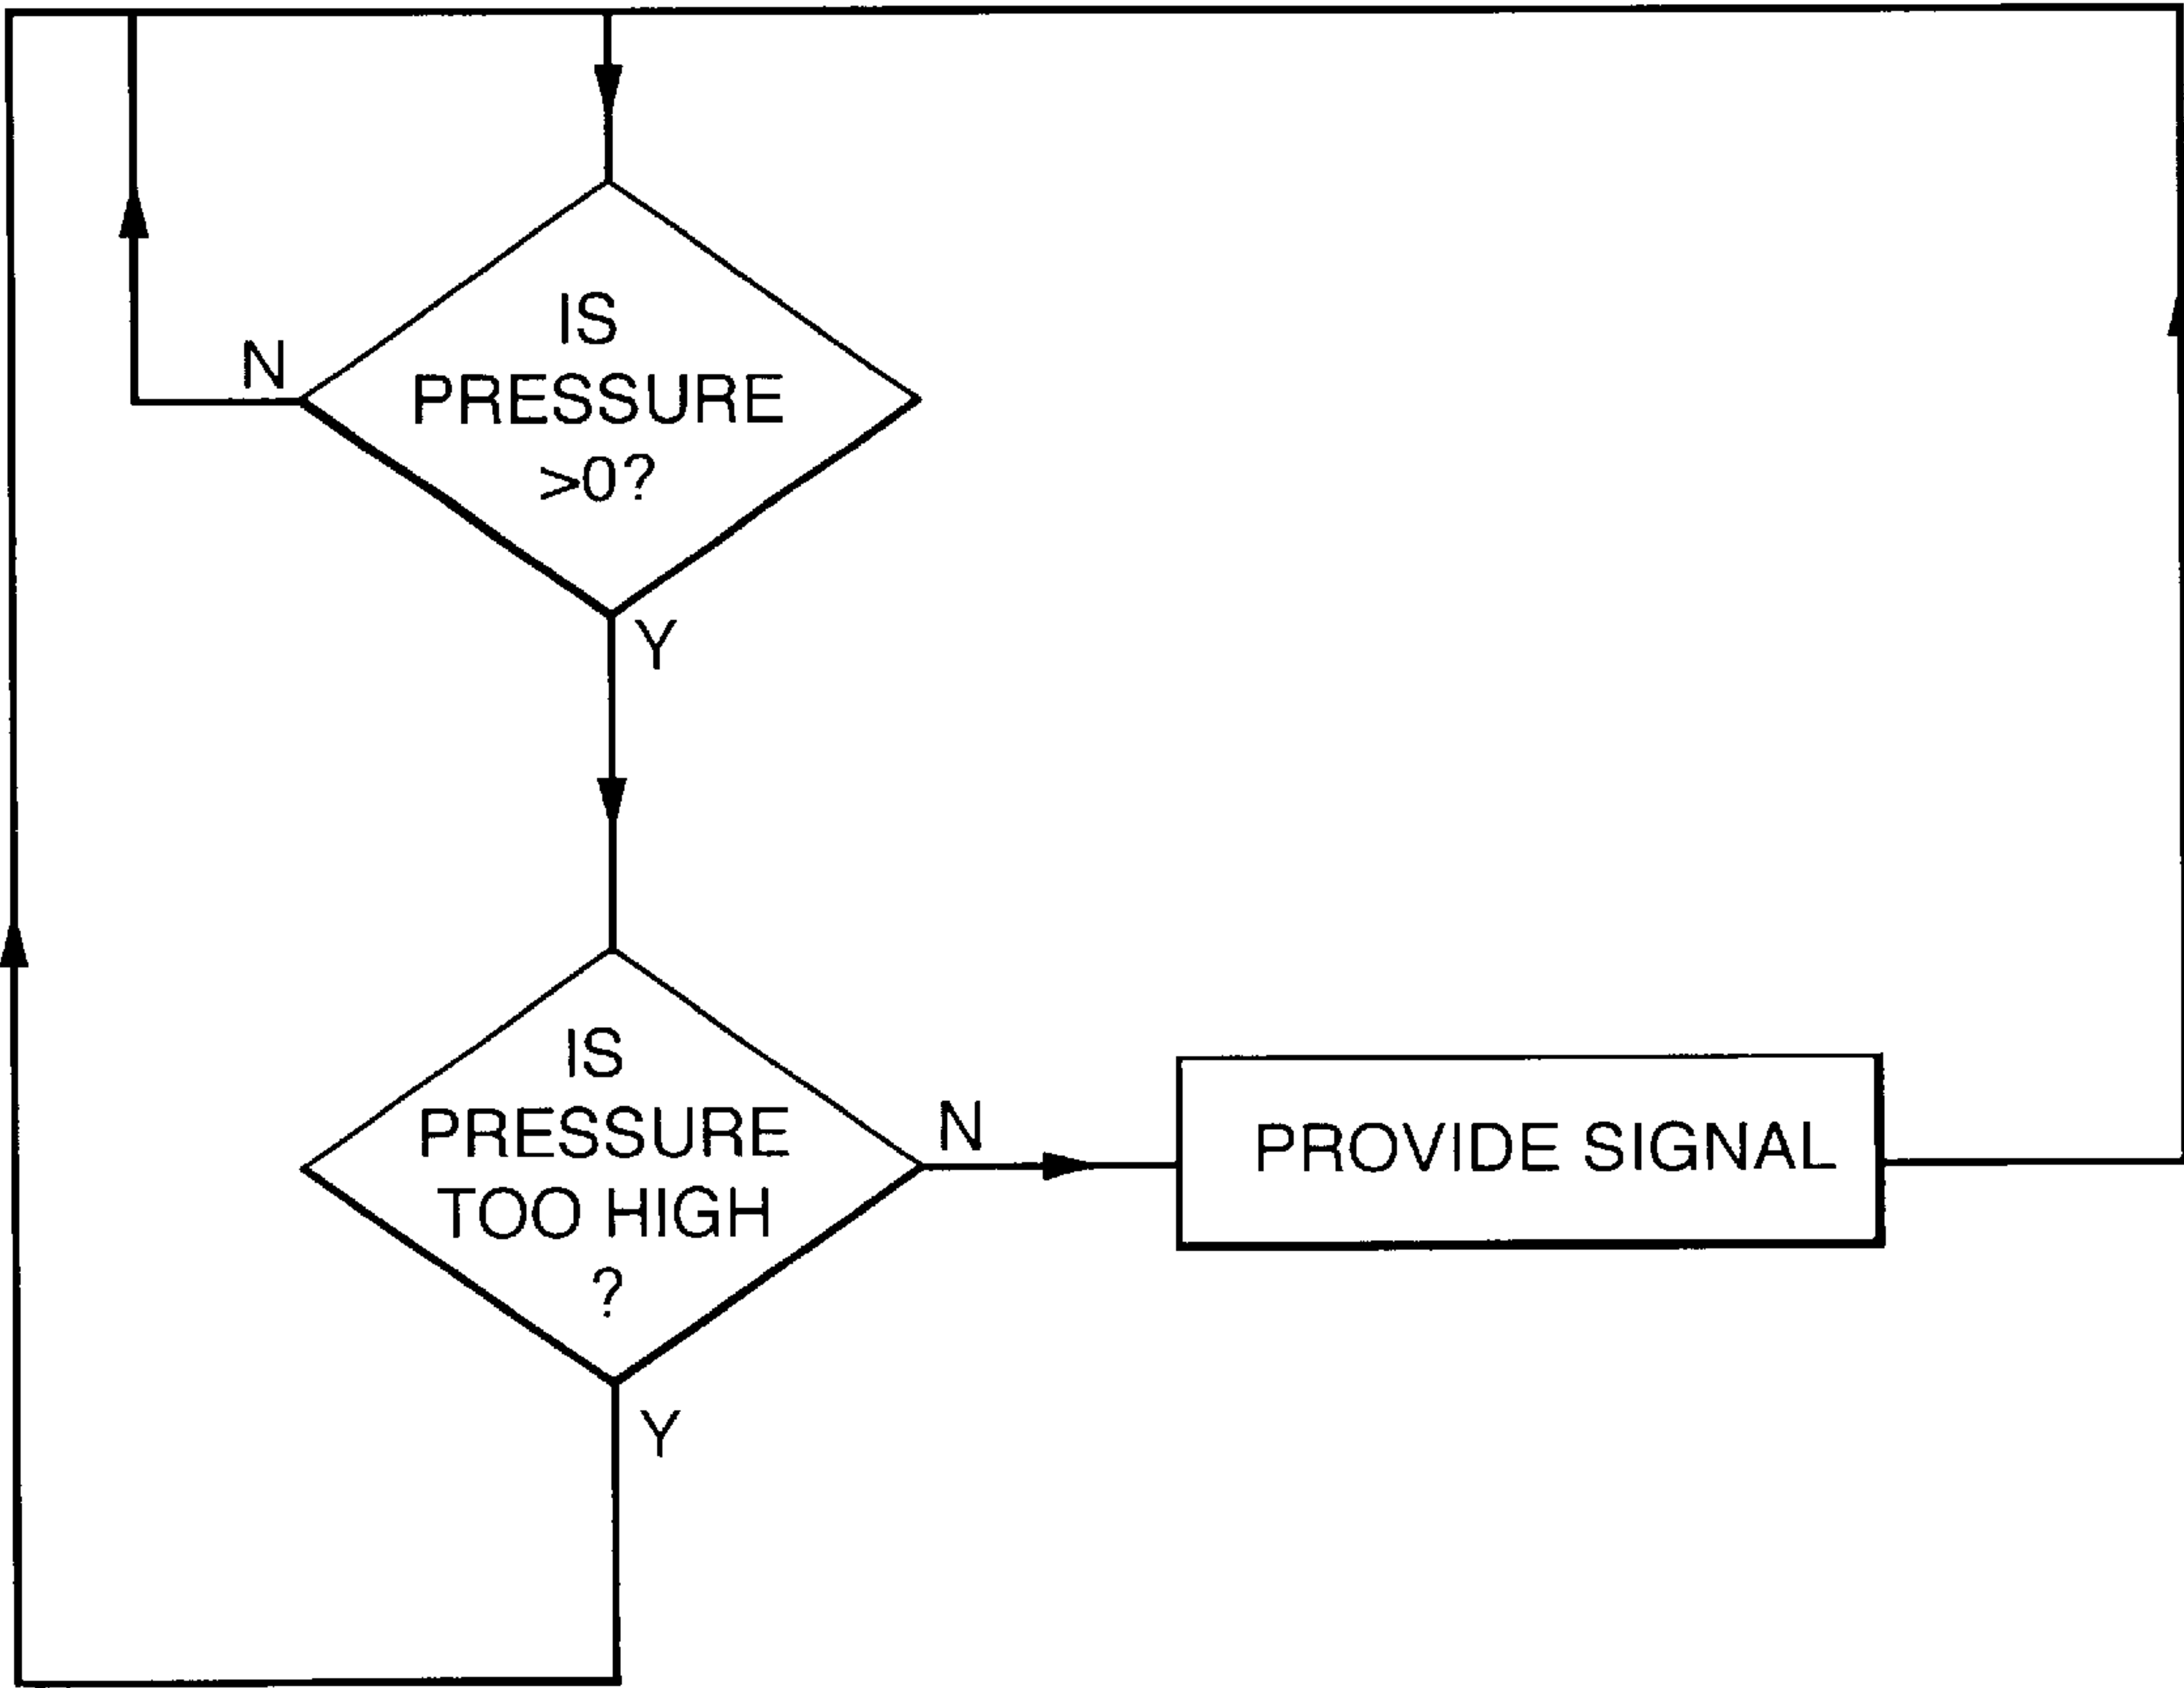 IS
PRESSURE
>0?
N
Y
IS
PRESSURE
TOO HIGH
?
N
PROVIDE SIGNAL
Y